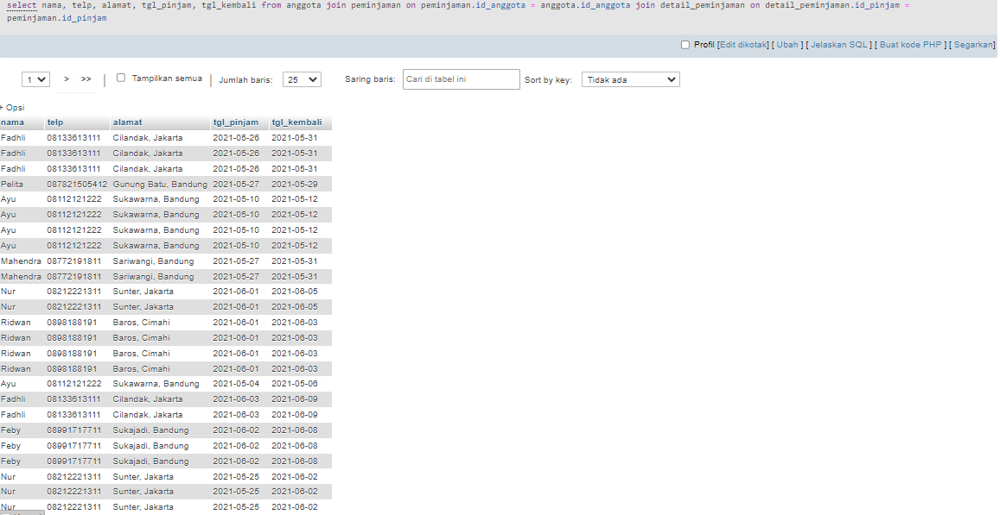 select nama, telp, alamat, tgl_pinjam, tgl_kembali from anggota join peminjaman on peminjaman.id_anggota = anggota.id_anggota join detail_peminjaman on detail_peminjaman.id_pinjam =
peminjaman.id_pinjam
Profil [Edit dikotak] [ Ubah ] [ Jelaskan SQL ] [ Buat kode PHP ] [ Segarkan]
1 > >> | Tampilkan semua | Jumlah baris: 25 Saring baris: Cari di tabel ini Sort by key: Tidak ada
+ Opsi
nama telp alamat tgl_pinjam tgl_kembali
Fadhli 08133613111 Cilandak, Jakarta 2021-05-26 2021-05-31
Fadhli 08133613111 Cilandak, Jakarta 2021-05-26 2021-05-31
Fadhli 08133613111 Cilandak, Jakarta 2021-05-26 2021-05-31
Pelita 087821505412 Gunung Batu, Bandung 2021-05-27 2021-05-29
Ayu 08112121222 Sukawarna, Bandung 2021-05-10 2021-05-12
Ayu 08112121222 Sukawarna, Bandung 2021-05-10 2021-05-12
Ayu 08112121222 Sukawarna, Bandung 2021-05-10 2021-05-12
Ayu 08112121222 Sukawarna, Bandung 2021-05-10 2021-05-12
Mahendra 08772191811 Sariwangi, Bandung 2021-05-27 2021-05-31
Mahendra 08772191811 Sariwangi, Bandung 2021-05-27 2021-05-31
Nur 08212221311 Sunter, Jakarta 2021-06-01 2021-06-05
Nur 08212221311 Sunter, Jakarta 2021-06-01 2021-06-05
Ridwan 0898188191 Baros, Cimahi 2021-06-01 2021-06-03
Ridwan 0898188191 Baros, Cimahi 2021-06-01 2021-06-03
Ridwan 0898188191 Baros, Cimahi 2021-06-01 2021-06-03
Ridwan 0898188191 Baros, Cimahi 2021-06-01 2021-06-03
Ayu 08112121222 Sukawarna, Bandung 2021-05-04 2021-05-06
Fadhli 08133613111 Cilandak, Jakarta 2021-06-03 2021-06-09
Fadhli 08133613111 Cilandak, Jakarta 2021-06-03 2021-06-09
Feby 08991717711 Sukajadi, Bandung 2021-06-02 2021-06-08
Feby 08991717711 Sukajadi, Bandung 2021-06-02 2021-06-08
Feby 08991717711 Sukajadi, Bandung 2021-06-02 2021-06-08
Nur 08212221311 Sunter, Jakarta 2021-05-25 2021-06-02
Nur 08212221311 Sunter, Jakarta 2021-05-25 2021-06-02
Nur 08212221311 Sunter, Jakarta 2021-05-25 2021-06-02